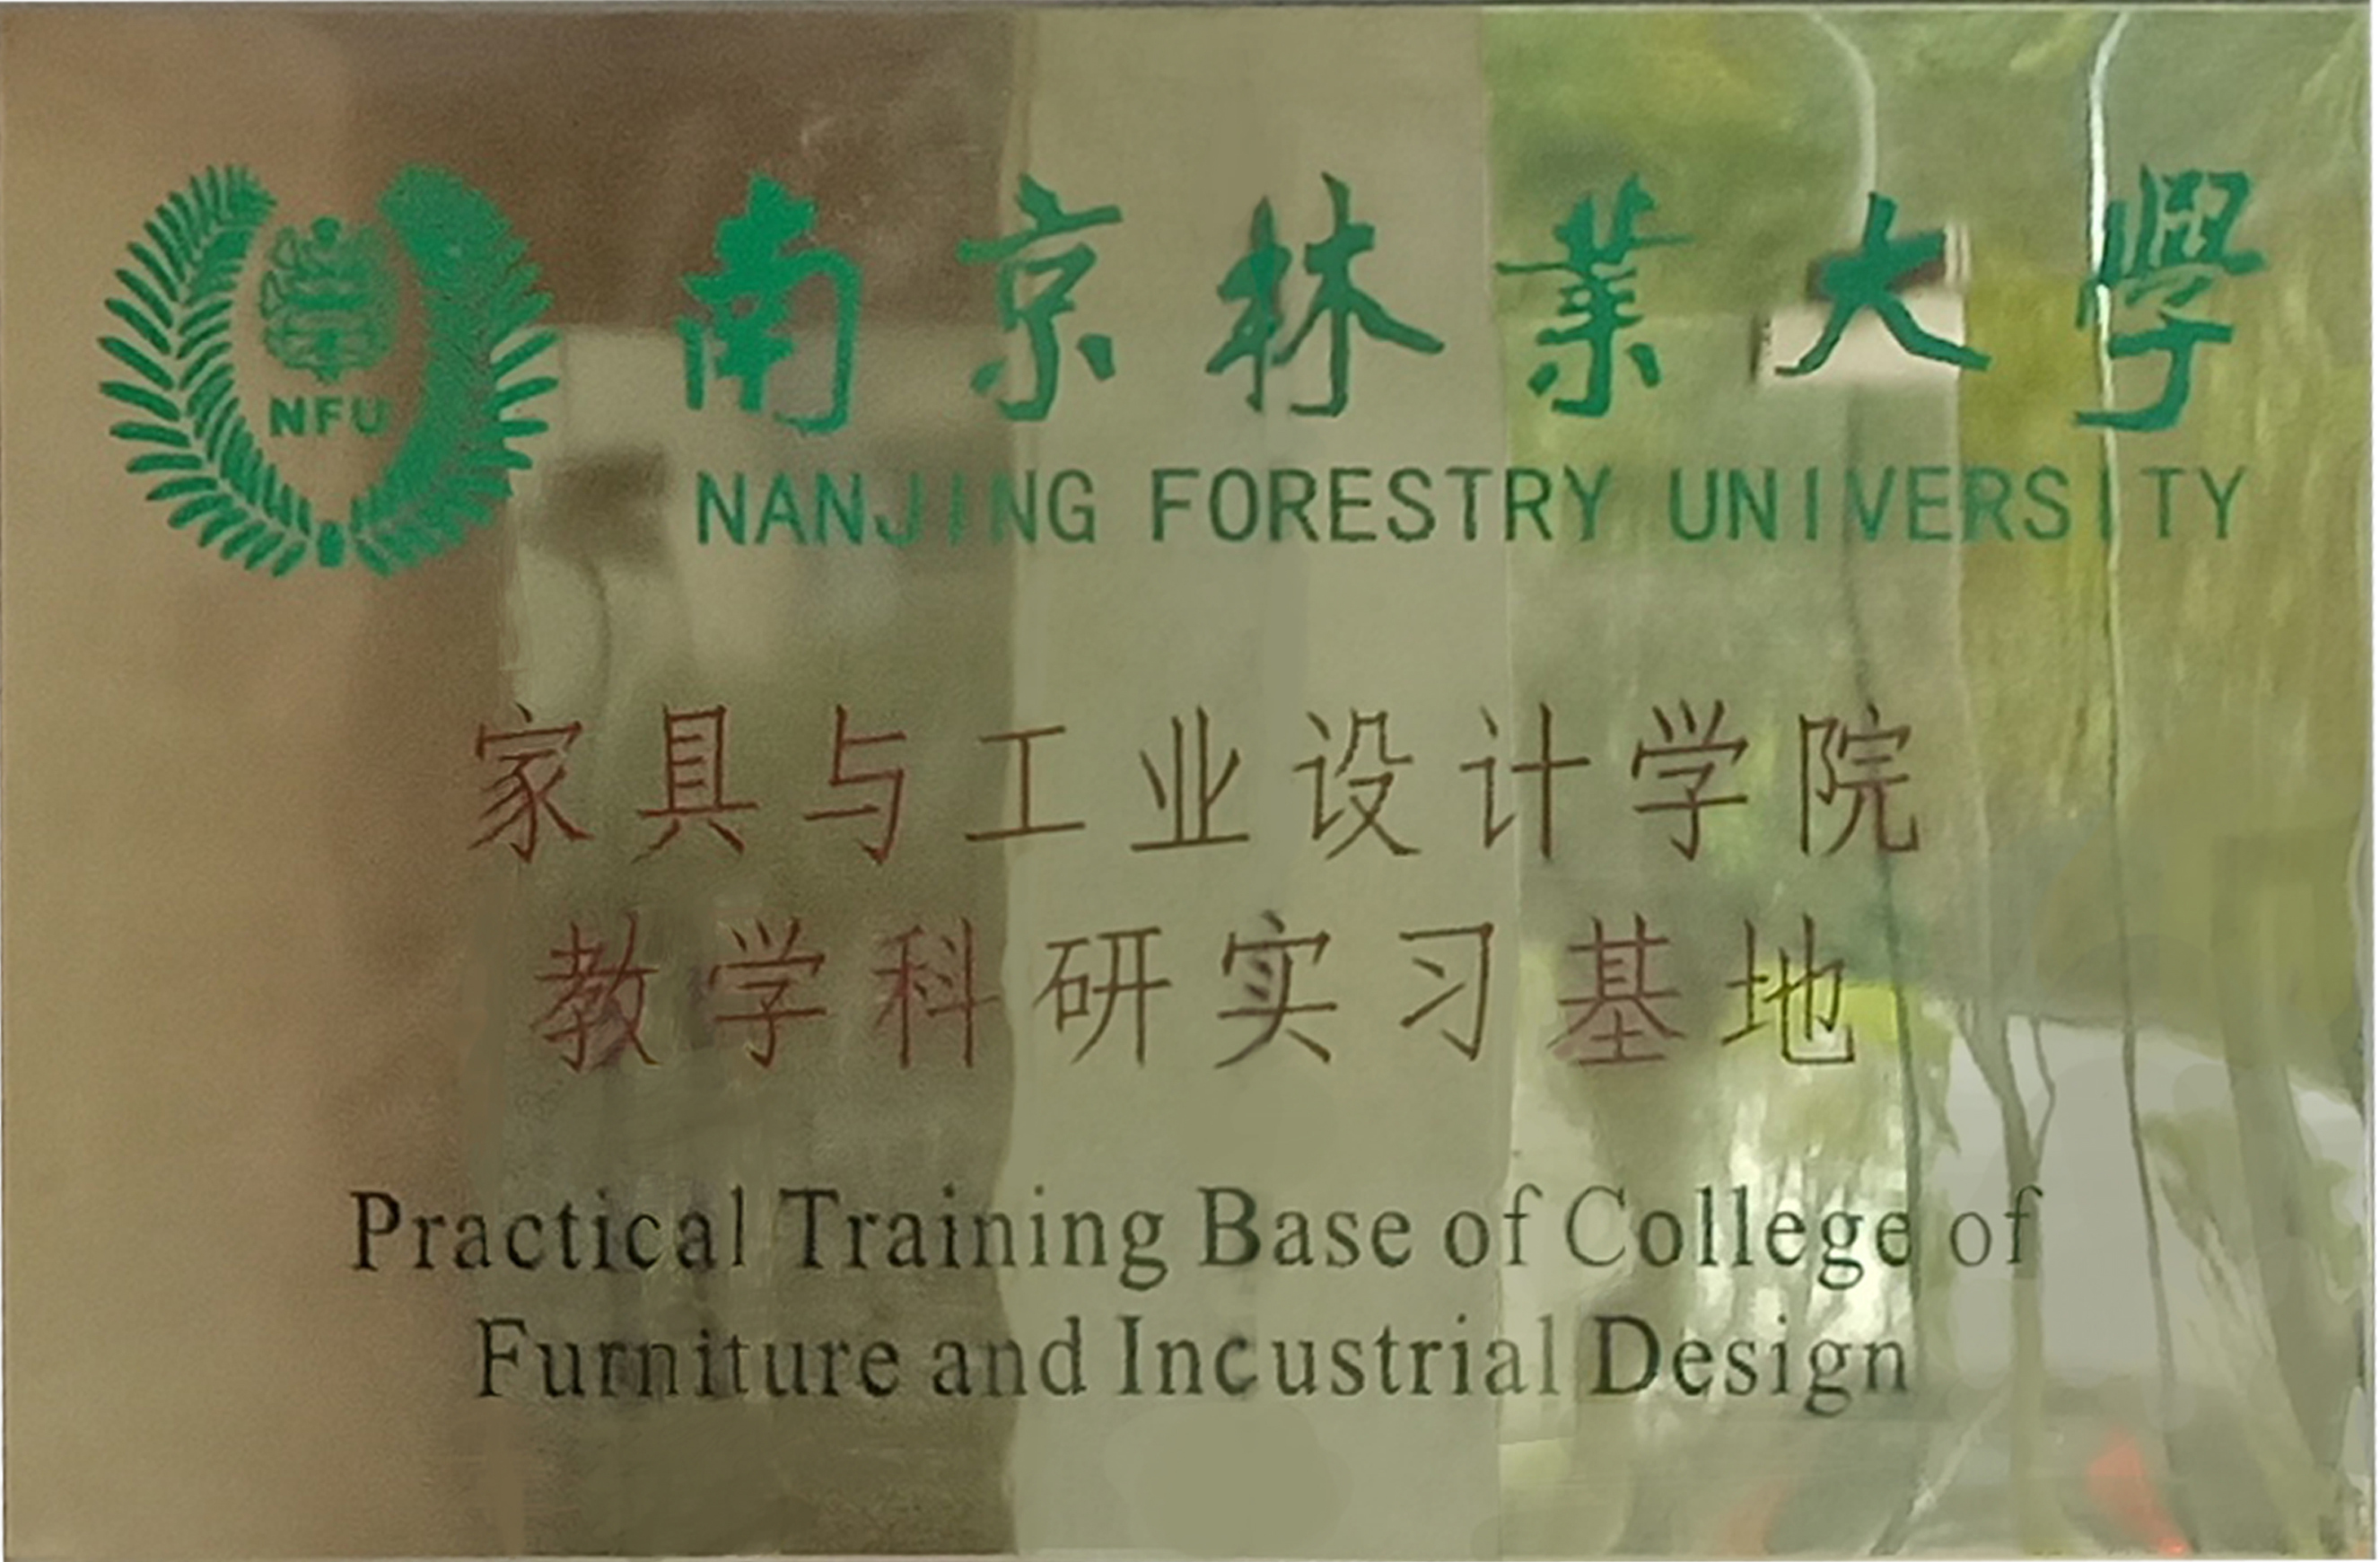 NFU
南京林業大學
NANJING FORESTRY UNIVERSITY
家具与工业设计学院
教学科研实习基地
Practical Training Base of College of
Furniture and Incustrial Design